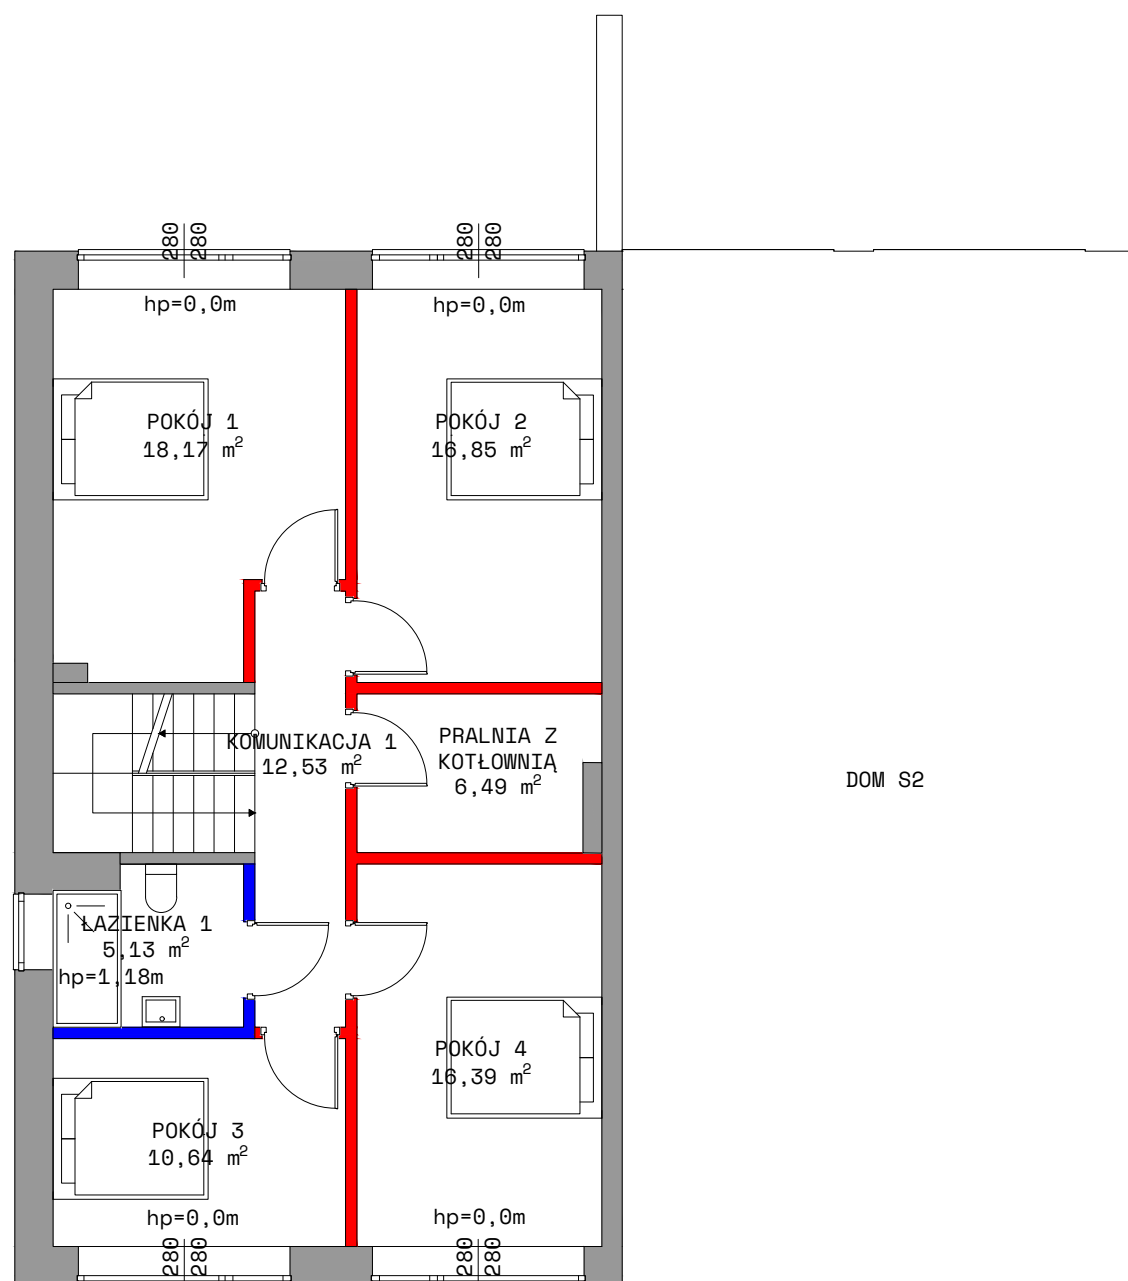 280
280
280
280
hp=0,0m
hp=0,0m
POKÓJ 1
18,17 m²
POKÓJ 2
16,85 m²
KOMUNIKACJA 1
12,53 m²
PRALNIA Z
KOTŁOWNIĄ
6,49 m²
DOM S2
ŁAZIENKA 1
5,13 m²
hp=1,18m
POKÓJ 4
16,39 m²
POKÓJ 3
10,64 m²
hp=0,0m
hp=0,0m
280
280
280
280